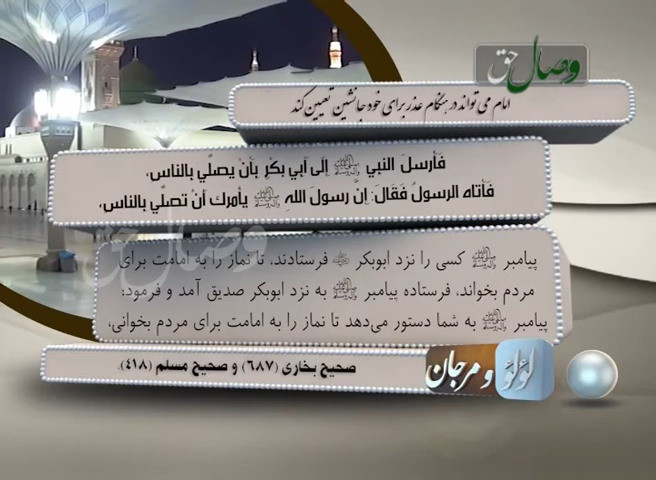 وصال حق
امام می تواند در هنگام عذر برای خود جانشین تعیین کند
فأرسلَ النبي ﷺ إلى أبي بكر بأنْ يصلّي بالناس،
فأتاه الرسولُ فقال: إن رسولَ اللهِ ﷺ يأمرك أنْ تصلّي بالناس،
وصال حق
پیامبر ﷺ کسی را نزد ابوبکر فرستادند، تا نماز را به امامت برای
مردم بخواند، فرستاده پیامبر ﷺ به نزد ابوبکر صدیق آمد و فرمود:
پیامبر ﷺ به شما دستور می‌دهد تا نماز را به امامت برای مردم بخوانی،
لؤلؤ و مرجان
صحیح بخاری (۶۸۷) و صحیح مسلم (۴۱۸).